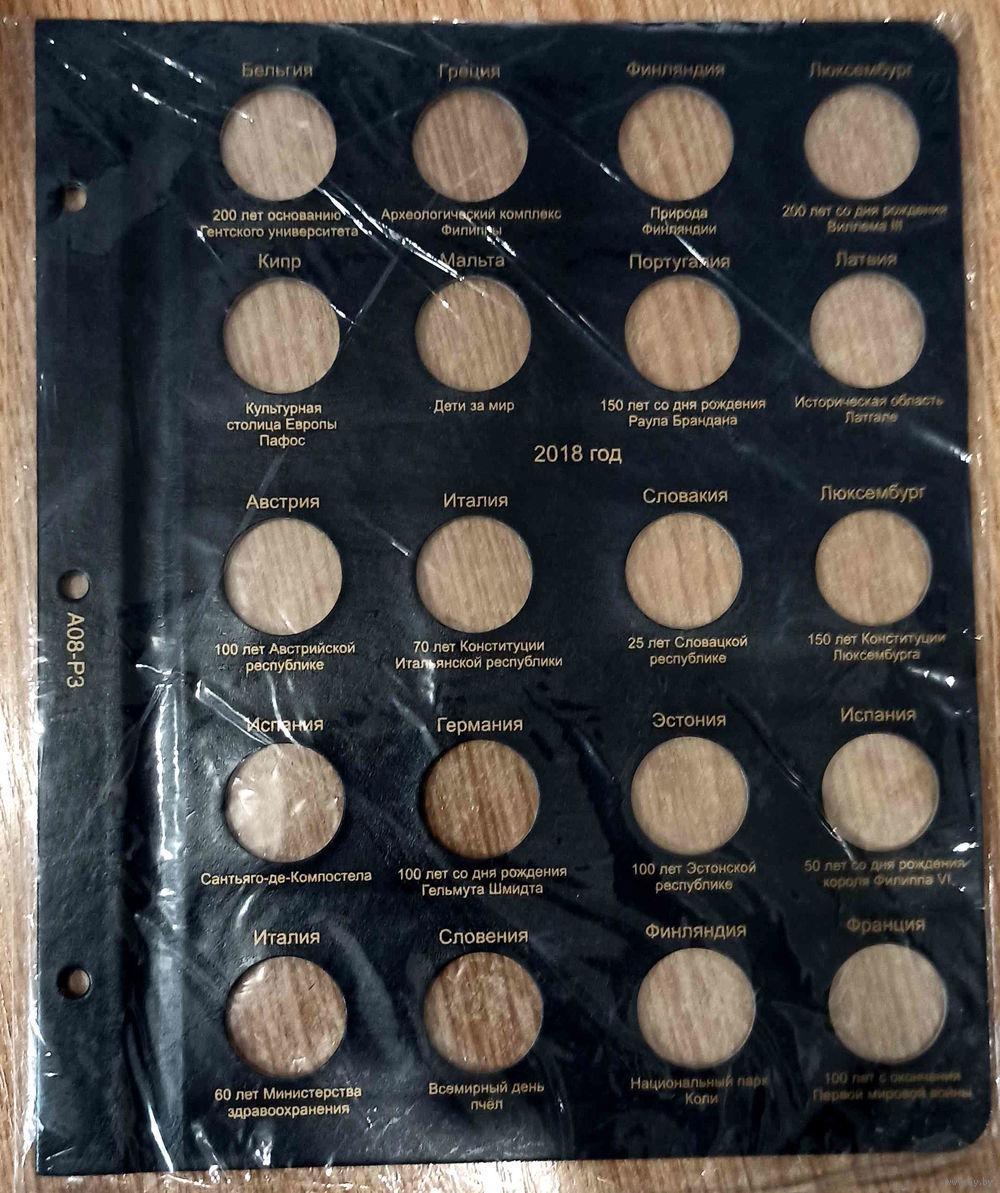 Бельгия Греция Финляндия Люксембург
200 лет основанию Гентского университета
Археологический комплекс Филиппы
Природа Финляндии
200 лет со дня рождения Виллема III
Кипр Мальта Португалия Латвия
Культурная столица Европы Пафос
Дети за мир
150 лет со дня рождения Раула Брандана
Историческая область Латгале
2018 год
Австрия Италия Словакия Люксембург
100 лет Австрийской республике
70 лет Конституции Итальянской республики
25 лет Словацкой республике
150 лет Конституции Люксембурга
A08-P3
Испания Германия Эстония Испания
Сантьяго-де-Компостела
100 лет со дня рождения Гельмута Шмидта
100 лет Эстонской республике
50 лет со дня рождения короля Филиппа VI
Италия Словения Финляндия Франция
60 лет Министерства здравоохранения
Всемирный день пчёл
Национальный парк Коли
100 лет с окончания Первой мировой войны